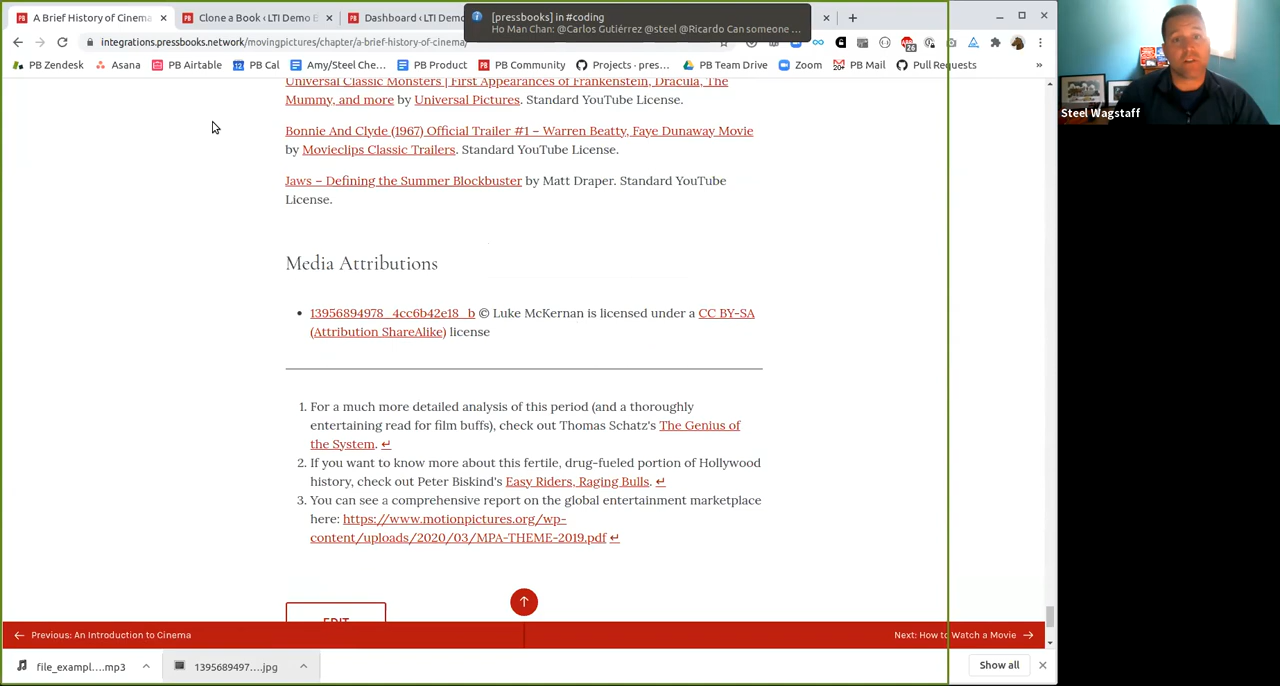 A Brief History of Cinema
Clone a Book ‹ LTI Demo
Dashboard ‹ LTI Demo
[pressbooks] in #coding
Ho Man Chan: @Carlos Gutiérrez @steel @Ricardo Can someone ...
integrations.pressbooks.network/movingpictures/chapter/a-brief-history-of-cinema/
26
PB Zendesk
Asana
PB Airtable
12
PB Cal
Amy/Steel Che...
PB Product
PB Community
Projects · pres...
PB Team Drive
Zoom
20+
PB Mail
Pull Requests
»
Steel Wagstaff
Universal Classic Monsters | First Appearances of Frankenstein, Dracula, The
Mummy, and more by Universal Pictures. Standard YouTube License.
Bonnie And Clyde (1967) Official Trailer #1 – Warren Beatty, Faye Dunaway Movie
by Movieclips Classic Trailers. Standard YouTube License.
Jaws – Defining the Summer Blockbuster by Matt Draper. Standard YouTube
License.
Media Attributions
• 13956894978_4cc6b42e18_b © Luke McKernan is licensed under a CC BY-SA
(Attribution ShareAlike) license
1. For a much more detailed analysis of this period (and a thoroughly
entertaining read for film buffs), check out Thomas Schatz's The Genius of
the System. ↵
2. If you want to know more about this fertile, drug-fueled portion of Hollywood
history, check out Peter Biskind's Easy Riders, Raging Bulls. ↵
3. You can see a comprehensive report on the global entertainment marketplace
here: https://www.motionpictures.org/wp-
content/uploads/2020/03/MPA-THEME-2019.pdf ↵
EDIT
Previous: An Introduction to Cinema
Next: How to Watch a Movie
file_exampl....mp3
1395689497....jpg
Show all